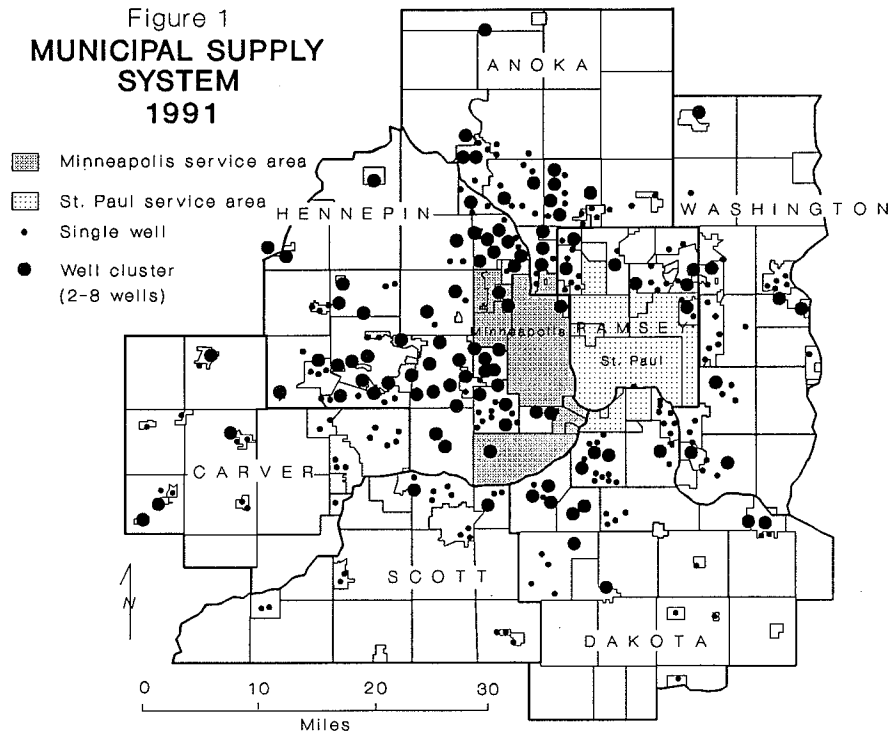 Figure 1
MUNICIPAL SUPPLY
SYSTEM
1991
Minneapolis service area
St. Paul service area
Single well
Well cluster
(2-8 wells)
ANOKA
HENNEPIN
WASHINGTON
Minneapolis
RAMSEY
St. Paul
CARVER
SCOTT
DAKOTA
N
0 10 20 30
Miles